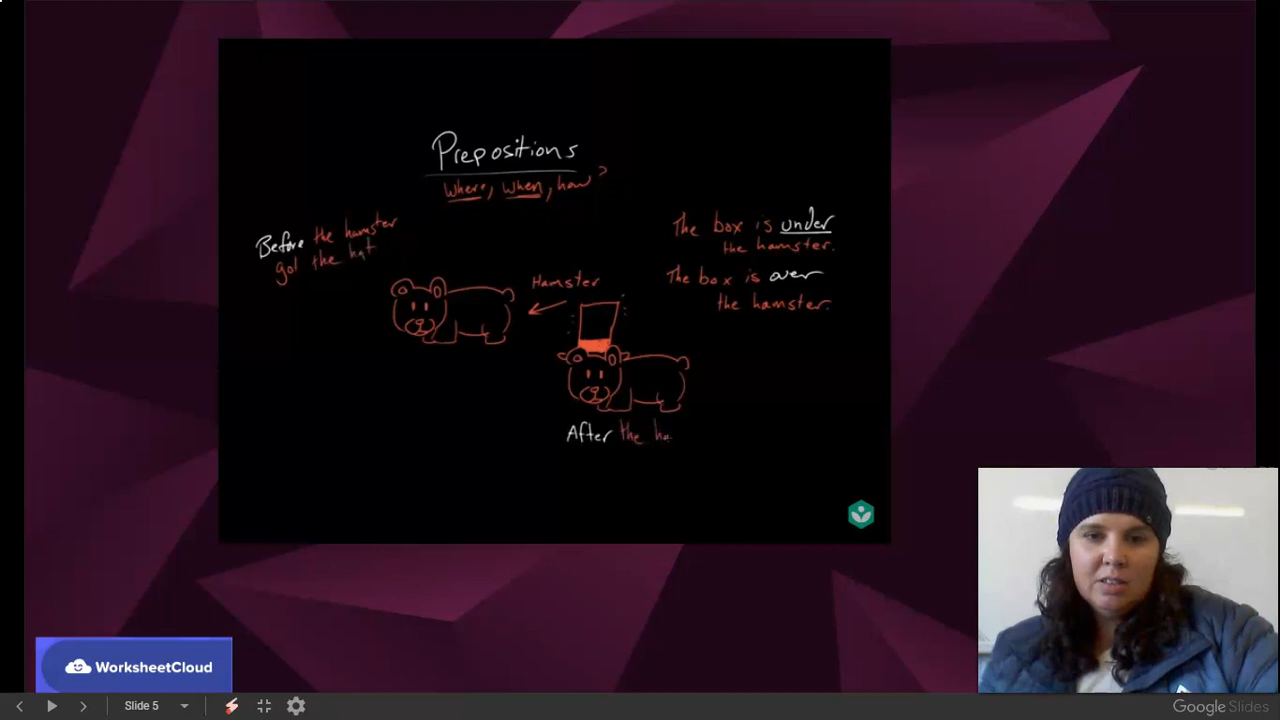 Prepositions
Where, when, how ?
Before the hamster
got the hat
The box is under
the hamster.
The box is over
the hamster.
Hamster
After the ha
WorksheetCloud
Slide 5
Google Slides